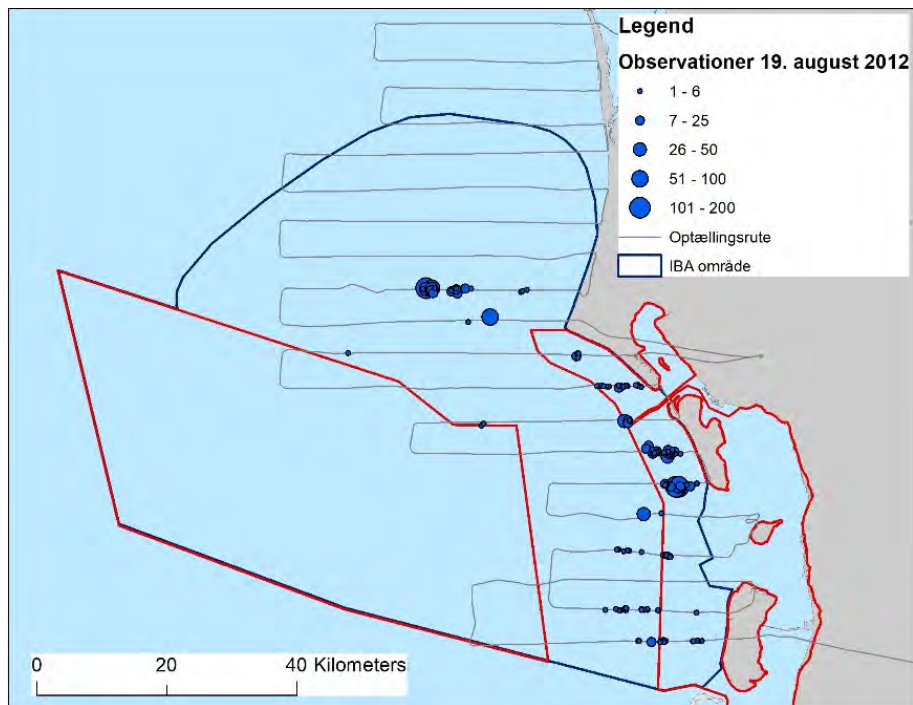 Legend
Observationer 19. august 2012
1 - 6
7 - 25
26 - 50
51 - 100
101 - 200
Optællingsrute
IBA område
0 20 40 Kilometers